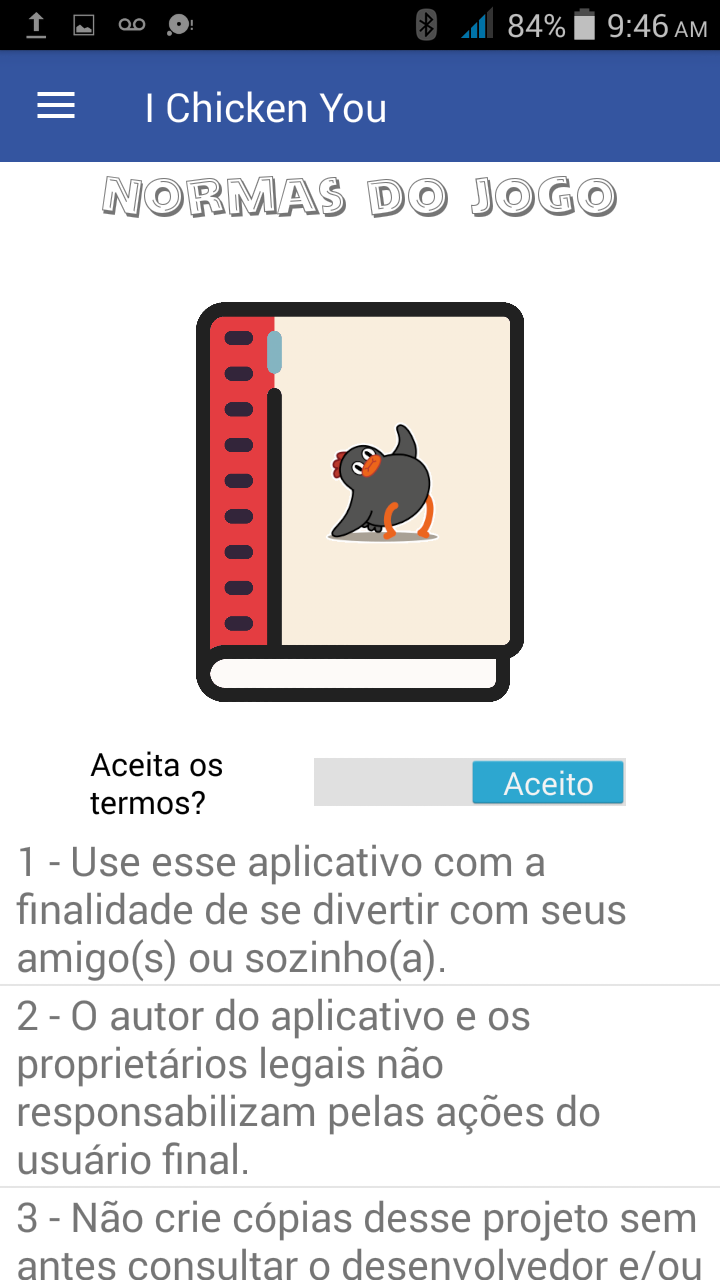 84% 9:46 AM
I Chicken You
NORMAS DO JOGO
Aceita os
termos?
Aceito
1 - Use esse aplicativo com a
finalidade de se divertir com seus
amigo(s) ou sozinho(a).
2 - O autor do aplicativo e os
proprietários legais não
responsabilizam pelas ações do
usuário final.
3 - Não crie cópias desse projeto sem
antes consultar o desenvolvedor e/ou